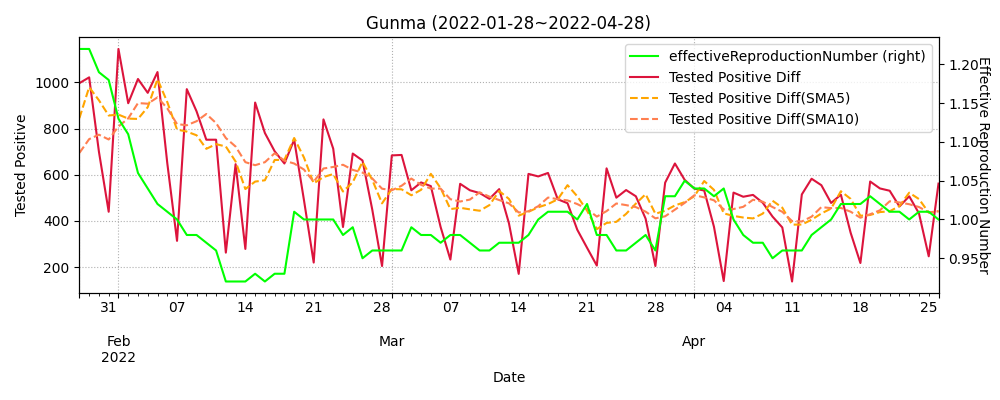 Gunma (2022-01-28~2022-04-28)
effectiveReproductionNumber (right)
Tested Positive Diff
Tested Positive Diff(SMA5)
Tested Positive Diff(SMA10)
Tested Positive
1000
800
600
400
200
1.20
1.15
1.10
1.05
1.00
0.95
Effective Reproduction Number
31 07 14 21 28 07 14 21 28 04 11 18 25
Feb Mar Apr
2022
Date